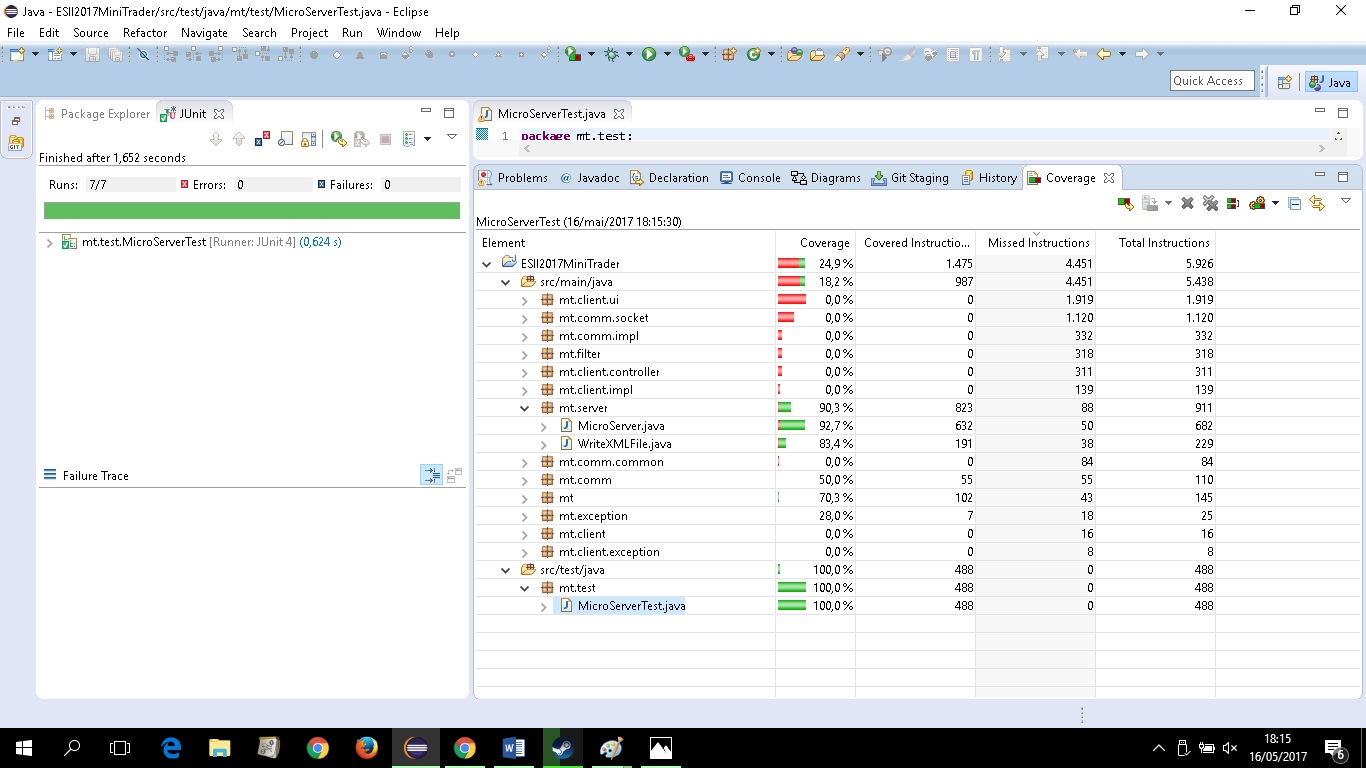 Java - ESII2017MiniTrader/src/test/java/mt/test/MicroServerTest.java - Eclipse
File Edit Source Refactor Navigate Search Project Run Window Help
Quick Access
Java
Package Explorer JUnit
Finished after 1,652 seconds
Runs: 7/7 Errors: 0 Failures: 0
mt.test.MicroServerTest [Runner: JUnit 4] (0,624 s)
Failure Trace
MicroServerTest.java
1 package mt.test;
Problems @ Javadoc Declaration Console Diagrams Git Staging History Coverage
MicroServerTest (16/mai/2017 18:15:30)
Element Coverage Covered Instructio... Missed Instructions Total Instructions
ESII2017MiniTrader 24,9 % 1.475 4.451 5.926
src/main/java 18,2 % 987 4.451 5.438
mt.client.ui 0,0 % 0 1.919 1.919
mt.comm.socket 0,0 % 0 1.120 1.120
mt.comm.impl 0,0 % 0 332 332
mt.filter 0,0 % 0 318 318
mt.client.controller 0,0 % 0 311 311
mt.client.impl 0,0 % 0 139 139
mt.server 90,3 % 823 88 911
MicroServer.java 92,7 % 632 50 682
WriteXMLFile.java 83,4 % 191 38 229
mt.comm.common 0,0 % 0 84 84
mt.comm 50,0 % 55 55 110
mt 70,3 % 102 43 145
mt.exception 28,0 % 7 18 25
mt.client 0,0 % 0 16 16
mt.client.exception 0,0 % 0 8 8
src/test/java 100,0 % 488 0 488
mt.test 100,0 % 488 0 488
MicroServerTest.java 100,0 % 488 0 488
18:15
16/05/2017
6